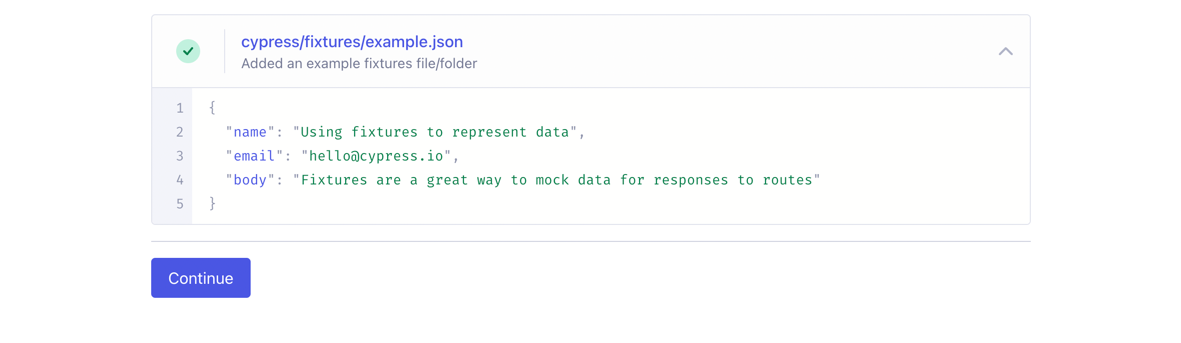 cypress/fixtures/example.json
Added an example fixtures file/folder
1 {
2 "name": "Using fixtures to represent data",
3 "email": "hello@cypress.io",
4 "body": "Fixtures are a great way to mock data for responses to routes"
5 }
Continue